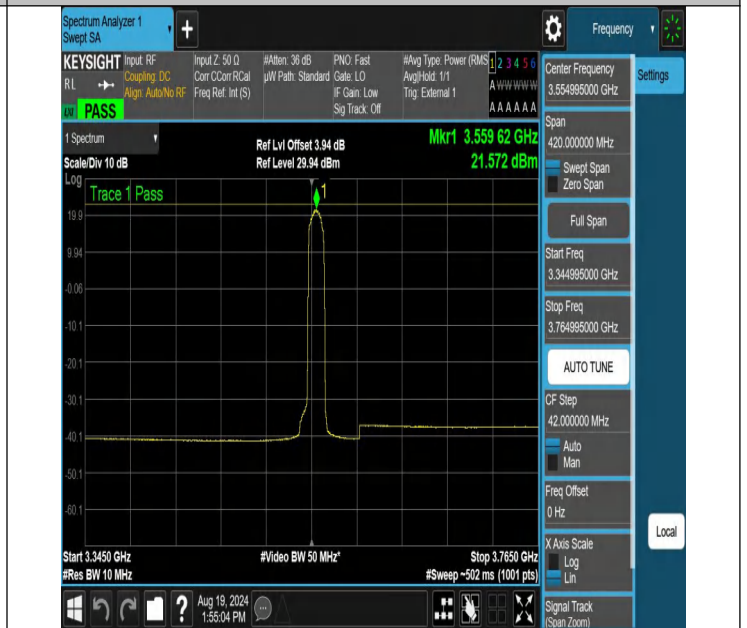 Spectrum Analyzer 1
Swept SA
+
Frequency
KEYSIGHT
RL
PASS
Input: RF
Coupling: DC
Align: Auto/No RF
Input Z: 50 Ω
Corr CCorr RCal
Freq Ref: Int (S)
#Atten: 36 dB
µW Path: Standard
PNO: Fast
Gate: LO
IF Gain: Low
Sig Track: Off
#Avg Type: Power (RMS
Avg|Hold: 1/1
Trig: External 1
1 2 3 4 5 6
A W W W W W
A A A A A A
1 Spectrum
Scale/Div 10 dB
Ref Lvl Offset 3.94 dB
Ref Level 29.94 dBm
Mkr1 3.559 62 GHz
21.572 dBm
Log
Trace 1 Pass
1
19.9
9.94
-0.06
-10.1
-20.1
-30.1
-40.1
-50.1
-60.1
Start 3.3450 GHz
#Res BW 10 MHz
#Video BW 50 MHz*
Stop 3.7650 GHz
#Sweep ~502 ms (1001 pts)
Center Frequency
3.554995000 GHz
Settings
Span
420.000000 MHz
Swept Span
Zero Span
Full Span
Start Freq
3.344995000 GHz
Stop Freq
3.764995000 GHz
AUTO TUNE
CF Step
42.000000 MHz
Auto
Man
Freq Offset
0 Hz
X Axis Scale
Log
Lin
Local
Signal Track
(Span Zoom)
?
Aug 19, 2024
1:55:04 PM